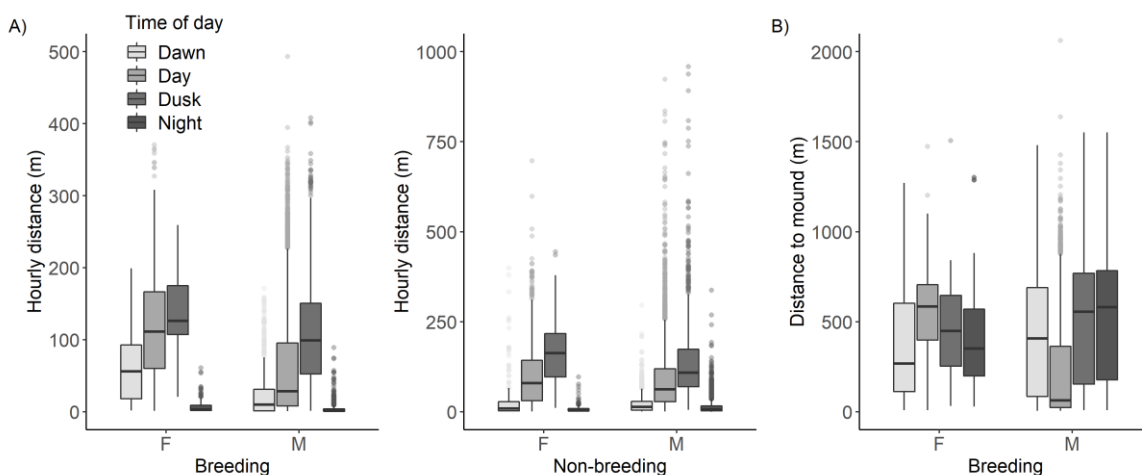 A)
Time of day
Dawn
Day
Dusk
Night
Hourly distance (m)
500
400
300
200
100
0
F
M
Breeding
Hourly distance (m)
1000
750
500
250
0
F
M
Non-breeding
B)
Distance to mound (m)
2000
1500
1000
500
0
F
M
Breeding